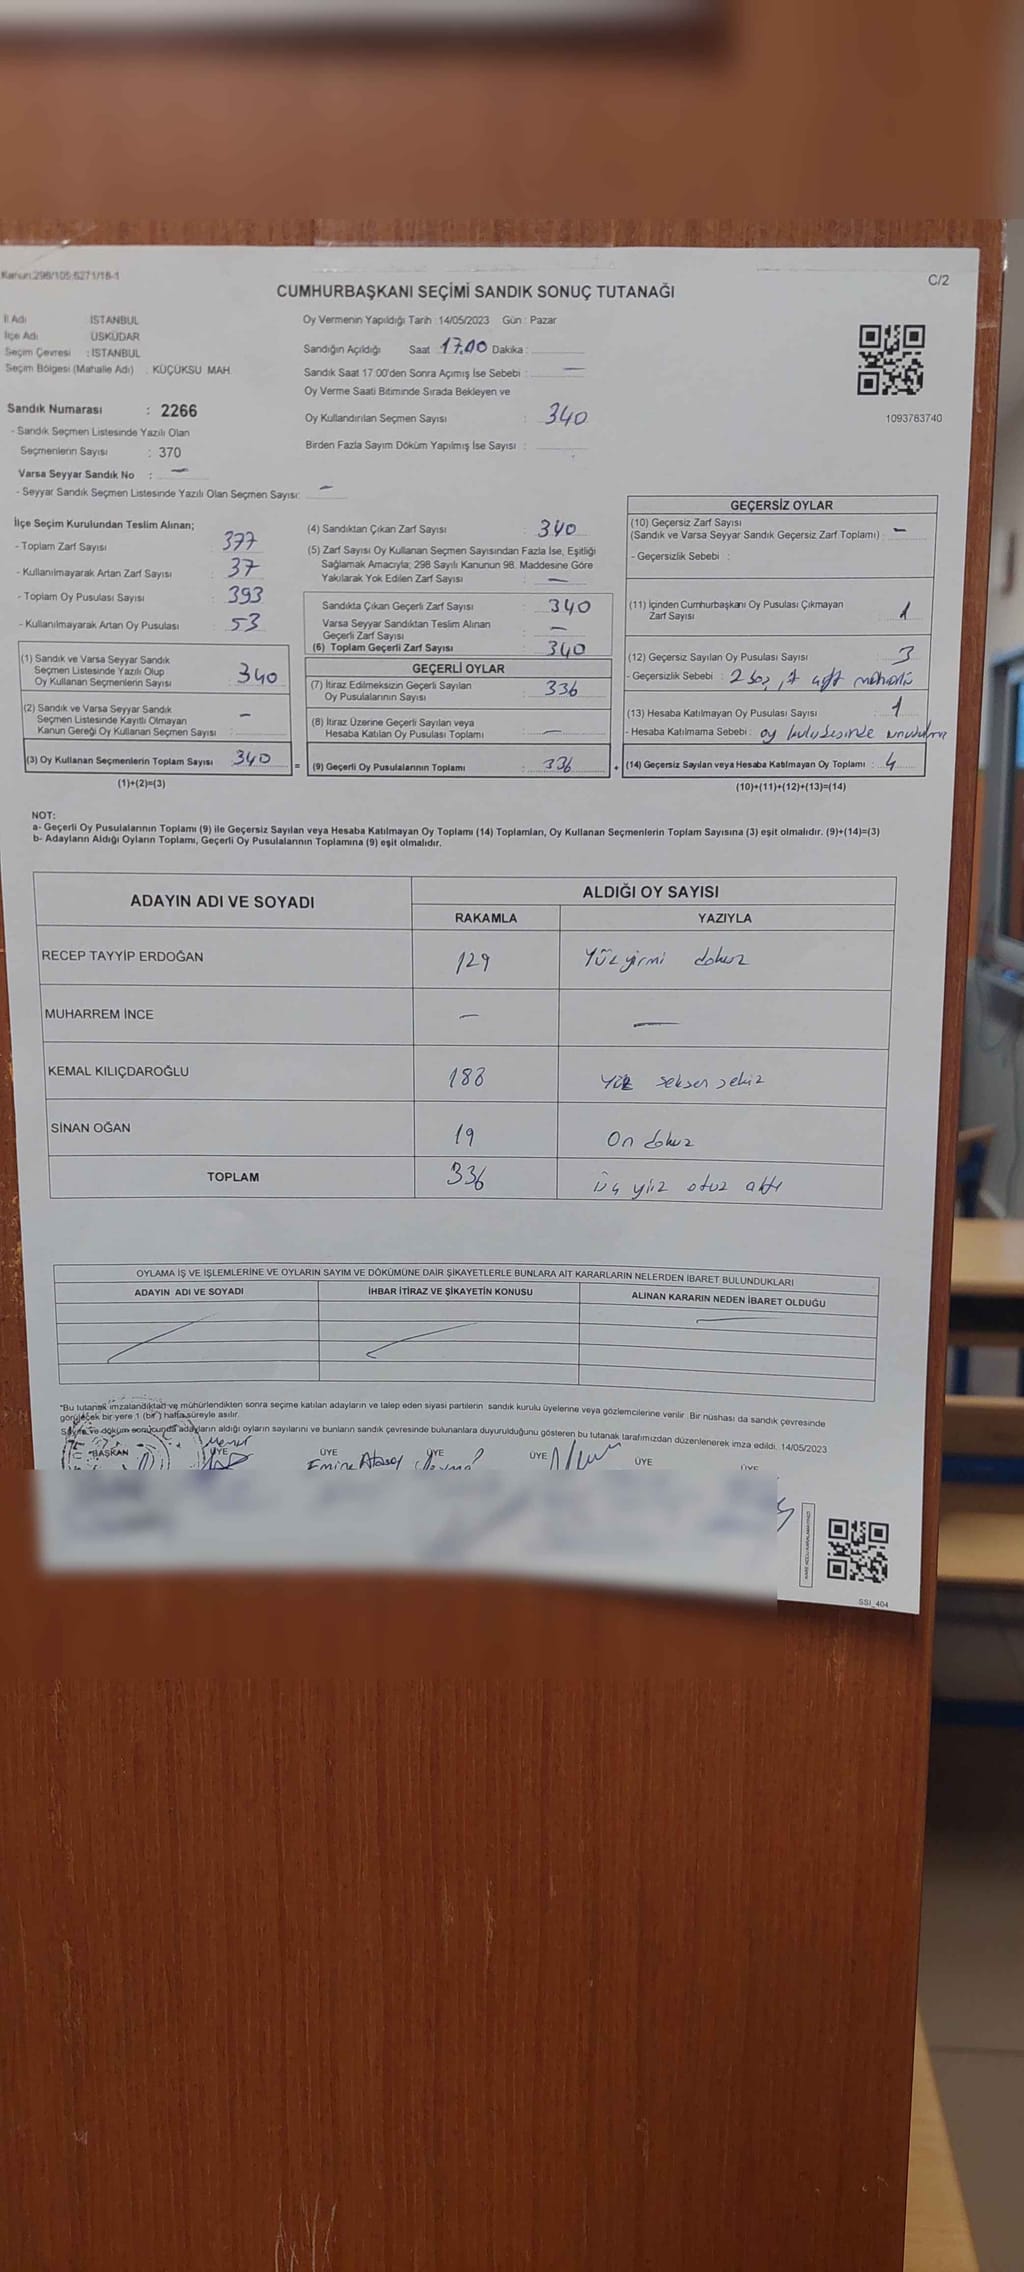 Kanun:298/105;6271/18-1
C/2
CUMHURBAŞKANI SEÇİMİ SANDIK SONUÇ TUTANAĞI
İl Adı İSTANBUL
İlçe Adı ÜSKÜDAR
Seçim Çevresi : İSTANBUL
Seçim Bölgesi (Mahalle Adı) : KÜÇÜKSU MAH.
Sandık Numarası : 2266
- Sandık Seçmen Listesinde Yazılı Olan
Seçmenlerin Sayısı : 370
Varsa Seyyar Sandık No : —
- Seyyar Sandık Seçmen Listesinde Yazılı Olan Seçmen Sayısı: —
Oy Vermenin Yapıldığı Tarih :14/05/2023 Gün : Pazar
Sandığın Açıldığı Saat 17.00 Dakika :
Sandık Saat 17:00'den Sonra Açımış İse Sebebi : —
Oy Verme Saati Bitiminde Sırada Bekleyen ve
Oy Kullandırılan Seçmen Sayısı : 340
Birden Fazla Sayım Döküm Yapılmış İse Sayısı :
1093763740
İlçe Seçim Kurulundan Teslim Alınan;
- Toplam Zarf Sayısı : 377
- Kullanılmayarak Artan Zarf Sayısı : 37
- Toplam Oy Pusulası Sayısı : 393
- Kullanılmayarak Artan Oy Pusulası : 53
(1) Sandık ve Varsa Seyyar Sandık
Seçmen Listesinde Yazılı Olup
Oy Kullanan Seçmenlerin Sayısı : 340
(2) Sandık ve Varsa Seyyar Sandık
Seçmen Listesinde Kayıtlı Olmayan
Kanun Gereği Oy Kullanan Seçmen Sayısı : —
(3) Oy Kullanan Seçmenlerin Toplam Sayısı : 340
(1)+(2)=(3)
(4) Sandıktan Çıkan Zarf Sayısı : 340
(5) Zarf Sayısı Oy Kullanan Seçmen Sayısından Fazla İse, Eşitliği
Sağlamak Amacıyla; 298 Sayılı Kanunun 98. Maddesine Göre
Yakılarak Yok Edilen Zarf Sayısı : —
Sandıkta Çıkan Geçerli Zarf Sayısı : 340
Varsa Seyyar Sandıktan Teslim Alınan
Geçerli Zarf Sayısı : —
(6) Toplam Geçerli Zarf Sayısı : 340
GEÇERLİ OYLAR
(7) İtiraz Edilmeksizin Geçerli Sayılan
Oy Pusulalarının Sayısı : 336
(8) İtiraz Üzerine Geçerli Sayılan veya
Hesaba Katılan Oy Pusulası Toplamı : —
= (9) Geçerli Oy Pusulalarının Toplamı : 336
GEÇERSİZ OYLAR
(10) Geçersiz Zarf Sayısı
(Sandık ve Varsa Seyyar Sandık Geçersiz Zarf Toplamı) : —
- Geçersizlik Sebebi :
(11) İçinden Cumhurbaşkanı Oy Pusulası Çıkmayan
Zarf Sayısı : 1
(12) Geçersiz Sayılan Oy Pusulası Sayısı : 3
- Geçersizlik Sebebi : 2 boş, 1 çift mühürlü
(13) Hesaba Katılmayan Oy Pusulası Sayısı : 1
- Hesaba Katılmama Sebebi : oy kulubesinde unutulma
+ (14) Geçersiz Sayılan veya Hesaba Katılmayan Oy Toplamı : 4
(10)+(11)+(12)+(13)=(14)
NOT:
a- Geçerli Oy Pusulalarının Toplamı (9) ile Geçersiz Sayılan veya Hesaba Katılmayan Oy Toplamı (14) Toplamları, Oy Kullanan Seçmenlerin Toplam Sayısına (3) eşit olmalıdır. (9)+(14)=(3)
b- Adayların Aldığı Oyların Toplamı, Geçerli Oy Pusulalarının Toplamına (9) eşit olmalıdır.
ADAYIN ADI VE SOYADI ALDIĞI OY SAYISI
RAKAMLA YAZIYLA
RECEP TAYYİP ERDOĞAN 129 Yüz yirmi dokuz
MUHARREM İNCE — —
KEMAL KILIÇDAROĞLU 188 Yüz seksen sekiz
SİNAN OĞAN 19 On dokuz
TOPLAM 336 üç yüz otuz altı
OYLAMA İŞ VE İŞLEMLERİNE VE OYLARIN SAYIM VE DÖKÜMÜNE DAİR ŞİKAYETLERLE BUNLARA AİT KARARLARIN NELERDEN İBARET BULUNDUKLARI
ADAYIN ADI VE SOYADI İHBAR İTİRAZ VE ŞİKAYETİN KONUSU ALINAN KARARIN NEDEN İBARET OLDUĞU
*Bu tutanak imzalandıktad ve mühürlendikten sonra seçime katılan adayların ve talep eden siyasi partilerin sandık kurulu üyelerine veya gözlemcilerine verilir. Bir nüshası da sandık çevresinde
görülecek bir yere 1 (bir) hafta süreyle asılır.
Sayım ve döküm sonucunda adayların aldığı oyların sayılarını ve bunların sandık çevresinde bulunanlara duyurulduğunu gösteren bu tutanak tarafımızdan düzenlenerek imza edildi. 14/05/2023
BAŞKAN ÜYE ÜYE ÜYE ÜYE ÜYE ÜYE
Emine Atasoy
SSİ_404